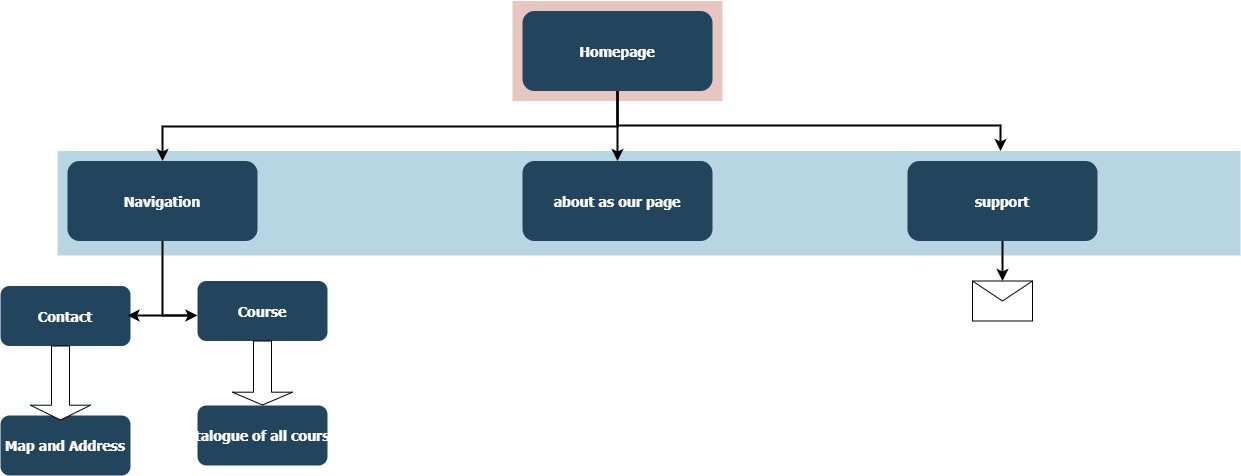 Homepage
Navigation
about as our page
support
Contact
Course
Map and Address
talogue of all cours